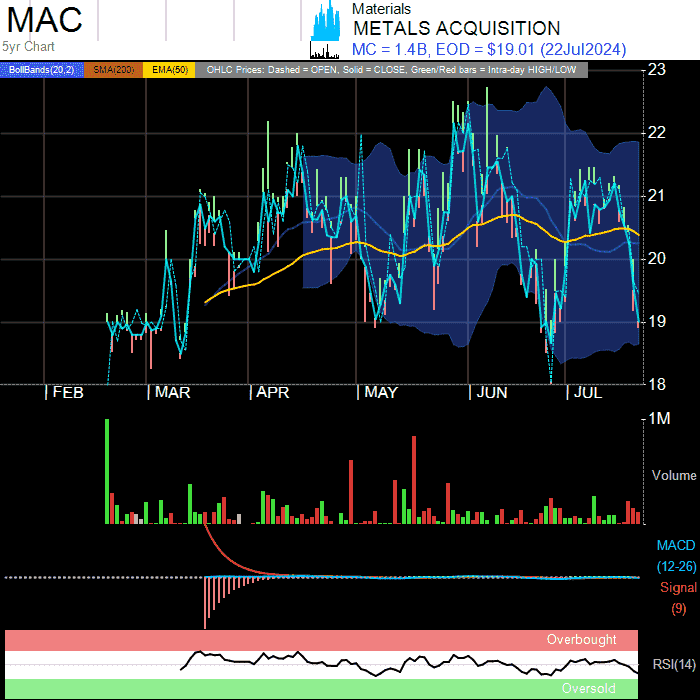 MAC
5yr Chart
Materials
METALS ACQUISITION
MC = 1.4B, EOD = $19.01 (22Jul2024)
BollBands(20,2) SMA(200) EMA(50) OHLC Prices: Dashed = OPEN, Solid = CLOSE, Green/Red bars = Intra-day HIGH/LOW
23
22
21
20
19
18
FEB MAR APR MAY JUN JUL
1M
Volume
MACD
(12-26)
Signal
(9)
Overbought
RSI(14)
Oversold